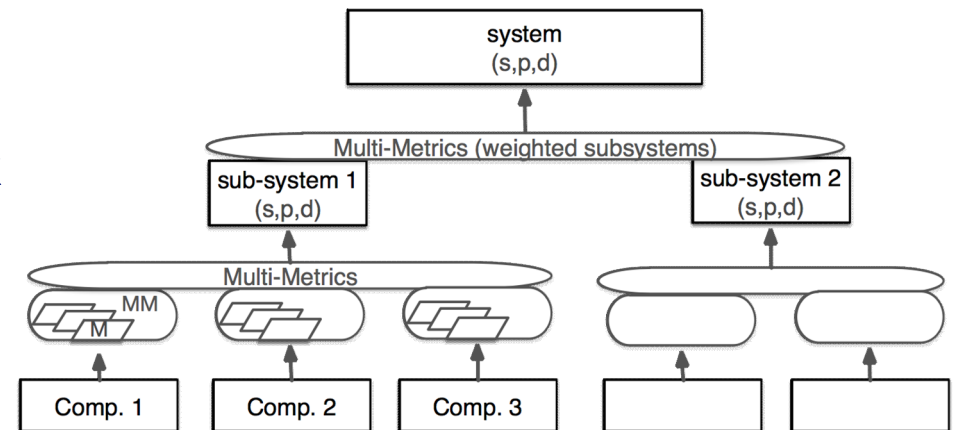 system
(s,p,d)
Multi-Metrics (weighted subsystems)
sub-system 1
(s,p,d)
sub-system 2
(s,p,d)
Multi-Metrics
MM
M
Comp. 1
Comp. 2
Comp. 3